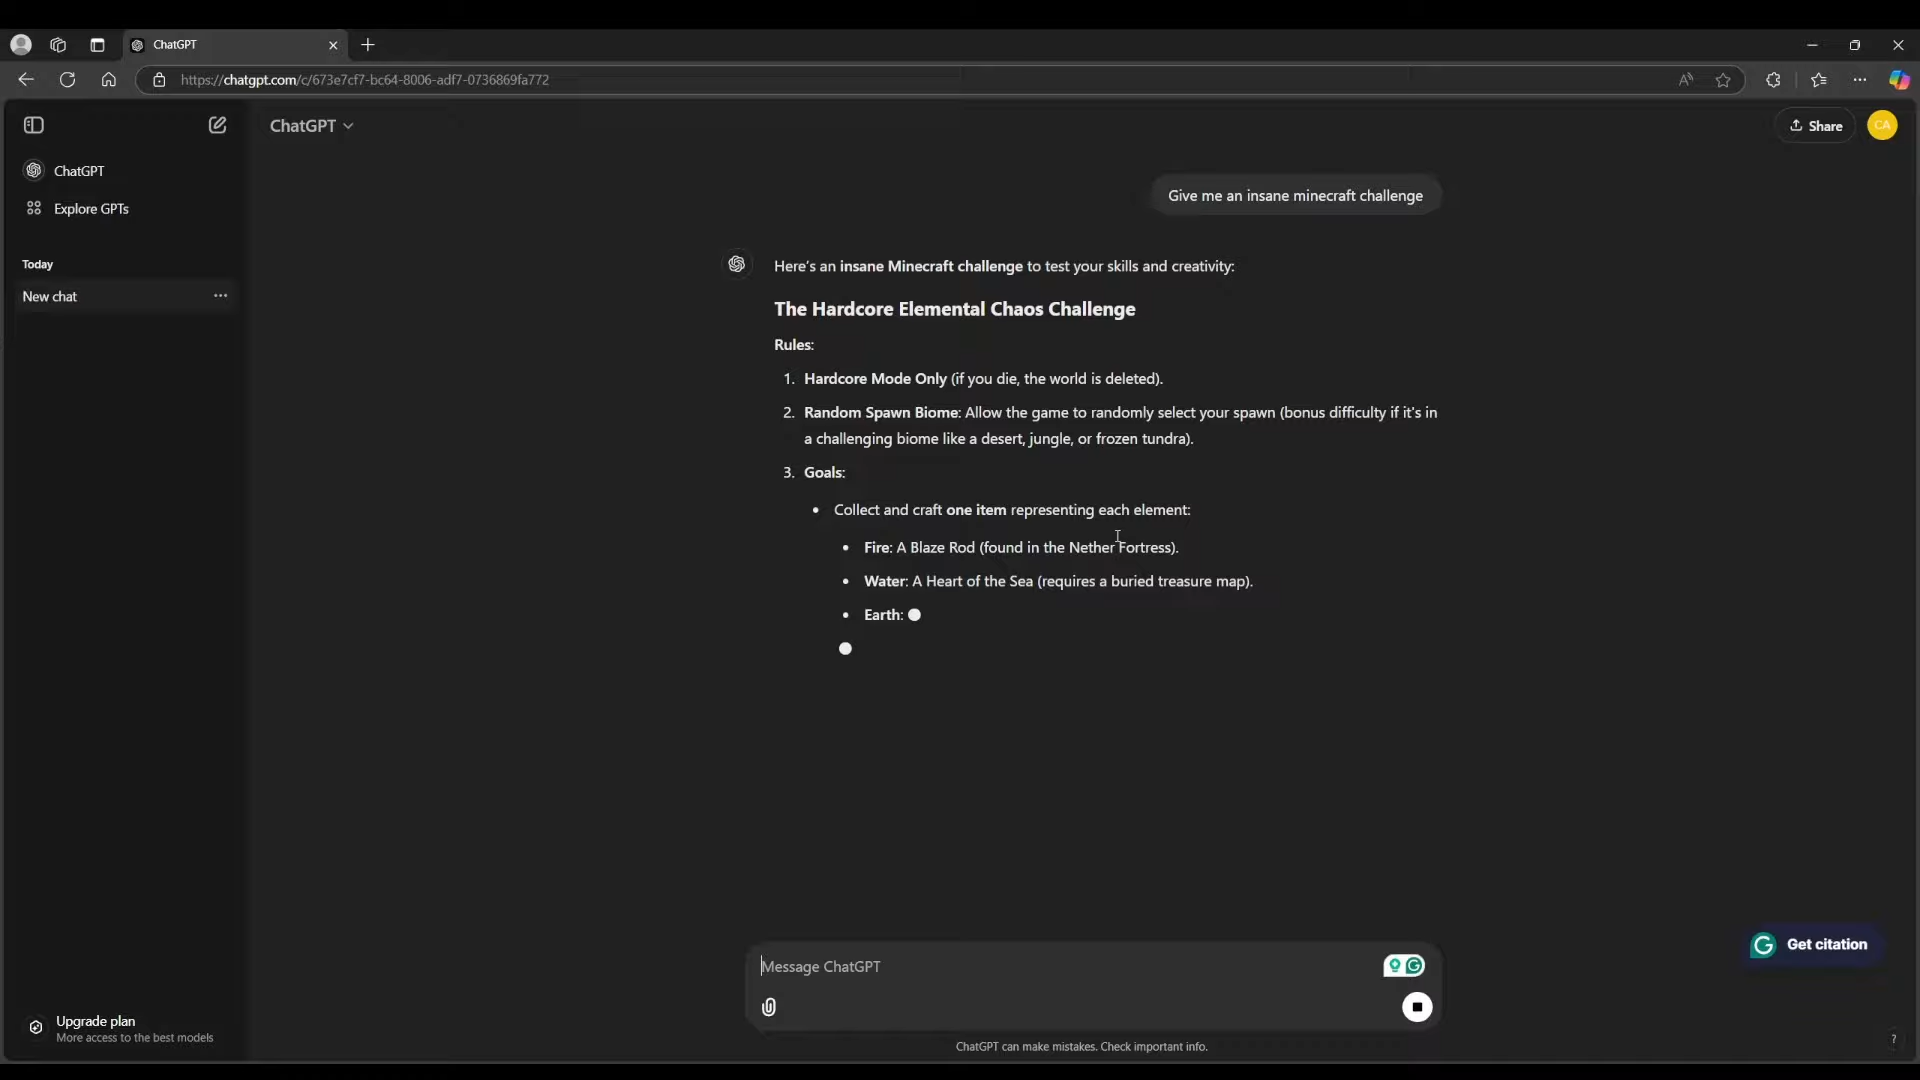 ChatGPT
https://chatgpt.com/c/673e7cf7-bc64-8006-adf7-0736869fa772
ChatGPT
Share
CA
ChatGPT
Explore GPTs
Today
New chat
Give me an insane minecraft challenge
Here's an insane Minecraft challenge to test your skills and creativity:
The Hardcore Elemental Chaos Challenge
Rules:
1. Hardcore Mode Only (if you die, the world is deleted).
2. Random Spawn Biome: Allow the game to randomly select your spawn (bonus difficulty if it's in
a challenging biome like a desert, jungle, or frozen tundra).
3. Goals:
• Collect and craft one item representing each element:
• Fire: A Blaze Rod (found in the Nether Fortress).
• Water: A Heart of the Sea (requires a buried treasure map).
• Earth:
Get citation
Message ChatGPT
Upgrade plan
More access to the best models
ChatGPT can make mistakes. Check important info.
?